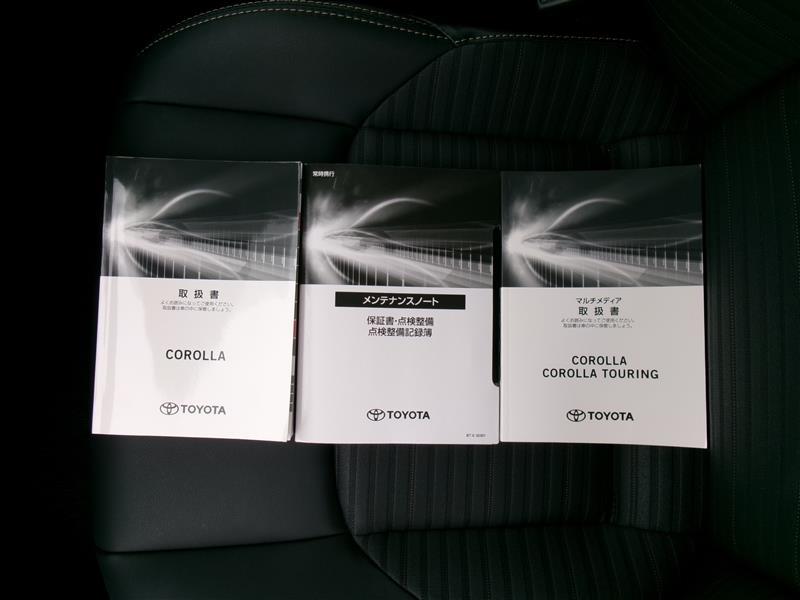 取扱書
よくお読みになってご使用ください。
取扱書は車の中に保管しましょう。
COROLLA
TOYOTA
常時携行
メンテナンスノート
保証書・点検整備
点検整備記録簿
TOYOTA
マルチメディア
取扱書
よくお読みになってご使用ください。
取扱書は車の中に保管しましょう。
COROLLA
COROLLA TOURING
TOYOTA